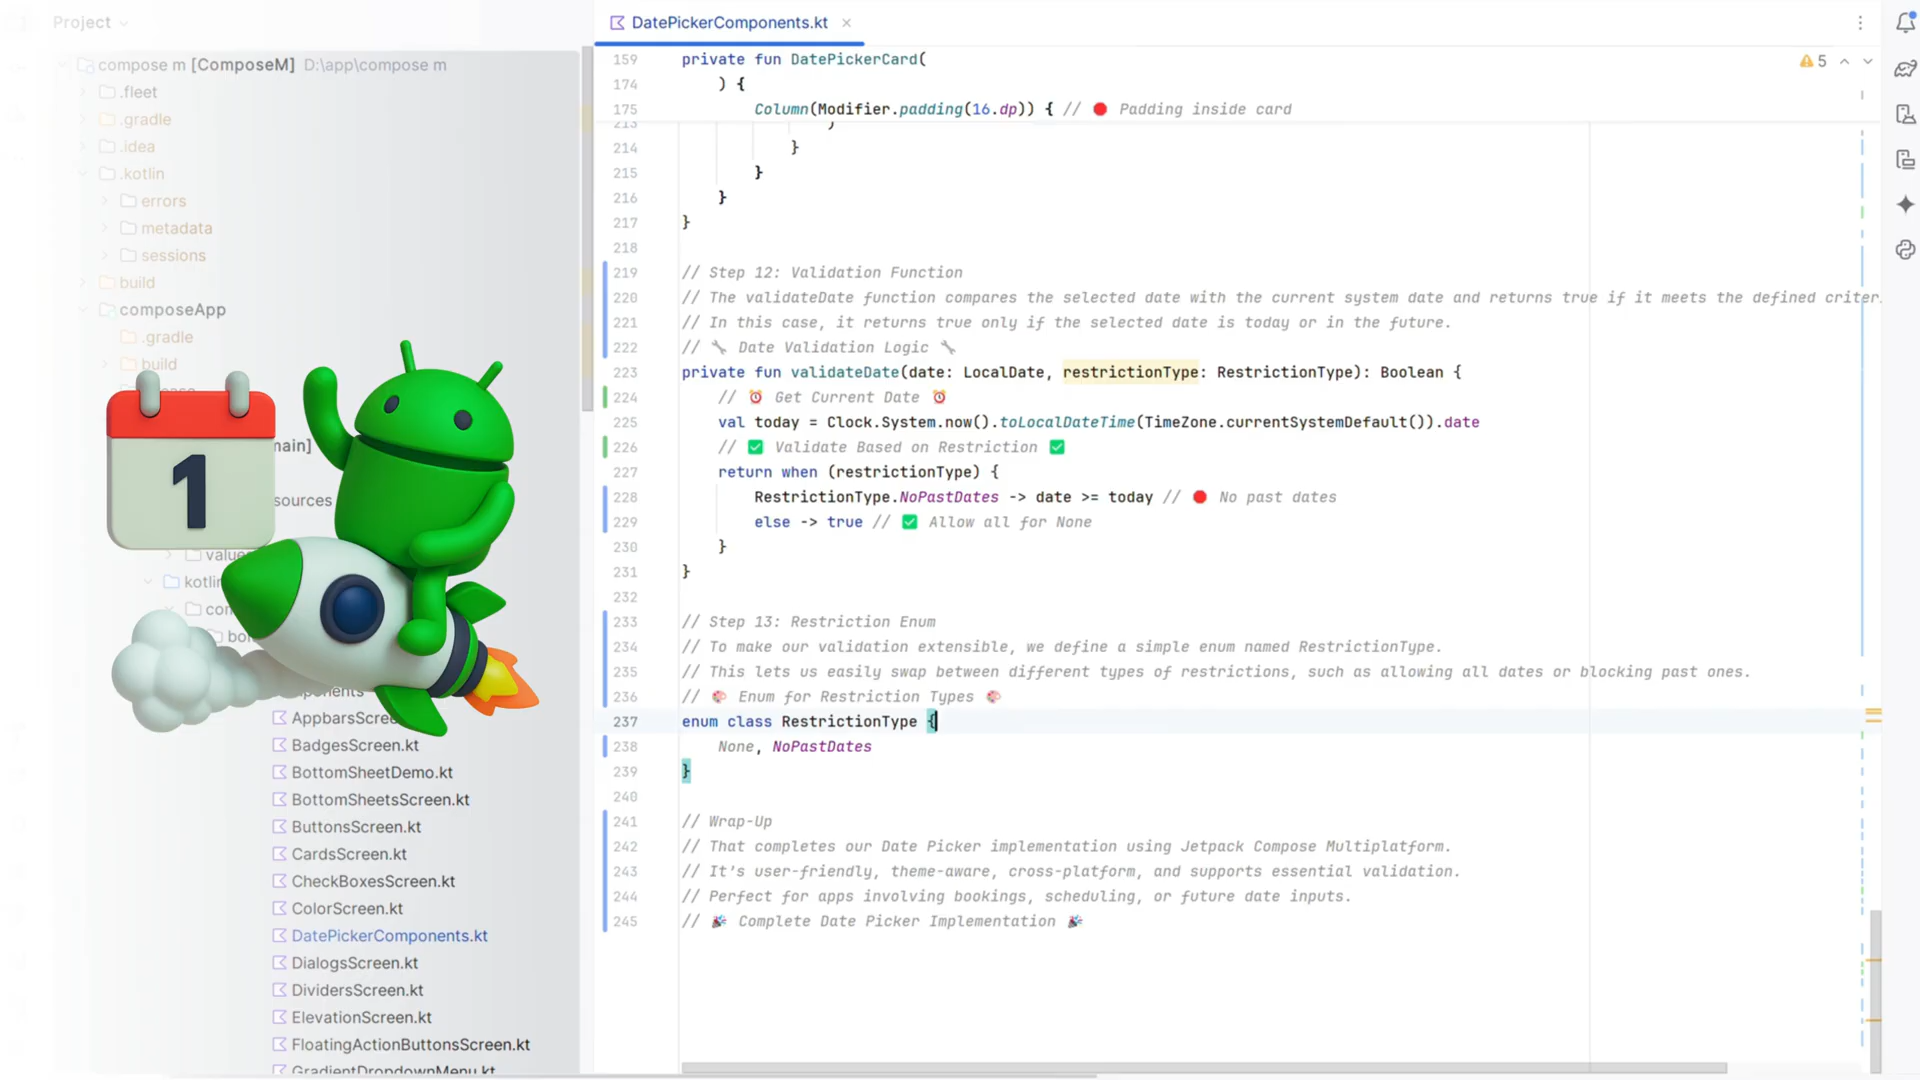 Project
compose m [ComposeM] D:\app\compose m
.fleet
.gradle
.idea
.kotlin
errors
metadata
sessions
build
composeApp
.gradle
build
main]
sources
value
kotlin
com
AppbarsScree
BadgesScreen.kt
BottomSheetDemo.kt
BottomSheetsScreen.kt
ButtonsScreen.kt
CardsScreen.kt
CheckBoxesScreen.kt
ColorScreen.kt
DatePickerComponents.kt
DialogsScreen.kt
DividersScreen.kt
ElevationScreen.kt
FloatingActionButtonsScreen.kt
GradientDropdownMenu.kt
1
DatePickerComponents.kt
5
159 private fun DatePickerCard(
174 ) {
175 Column(Modifier.padding(16.dp)) { // 🔴 Padding inside card
213 )
214 }
215 }
216 }
217 }
218
219 // Step 12: Validation Function
220 // The validateDate function compares the selected date with the current system date and returns true if it meets the defined criter
221 // In this case, it returns true only if the selected date is today or in the future.
222 // 🔧 Date Validation Logic 🔧
223 private fun validateDate(date: LocalDate, restrictionType: RestrictionType): Boolean {
224 // ⏰ Get Current Date ⏰
225 val today = Clock.System.now().toLocalDateTime(TimeZone.currentSystemDefault()).date
226 // ✅ Validate Based on Restriction ✅
227 return when (restrictionType) {
228 RestrictionType.NoPastDates -> date >= today // 🔴 No past dates
229 else -> true // ✅ Allow all for None
230 }
231 }
232
233 // Step 13: Restriction Enum
234 // To make our validation extensible, we define a simple enum named RestrictionType.
235 // This lets us easily swap between different types of restrictions, such as allowing all dates or blocking past ones.
236 // 🎨 Enum for Restriction Types 🎨
237 enum class RestrictionType {
238 None, NoPastDates
239 }
240
241 // Wrap-Up
242 // That completes our Date Picker implementation using Jetpack Compose Multiplatform.
243 // It's user-friendly, theme-aware, cross-platform, and supports essential validation.
244 // Perfect for apps involving bookings, scheduling, or future date inputs.
245 // 🎉 Complete Date Picker Implementation 🎉